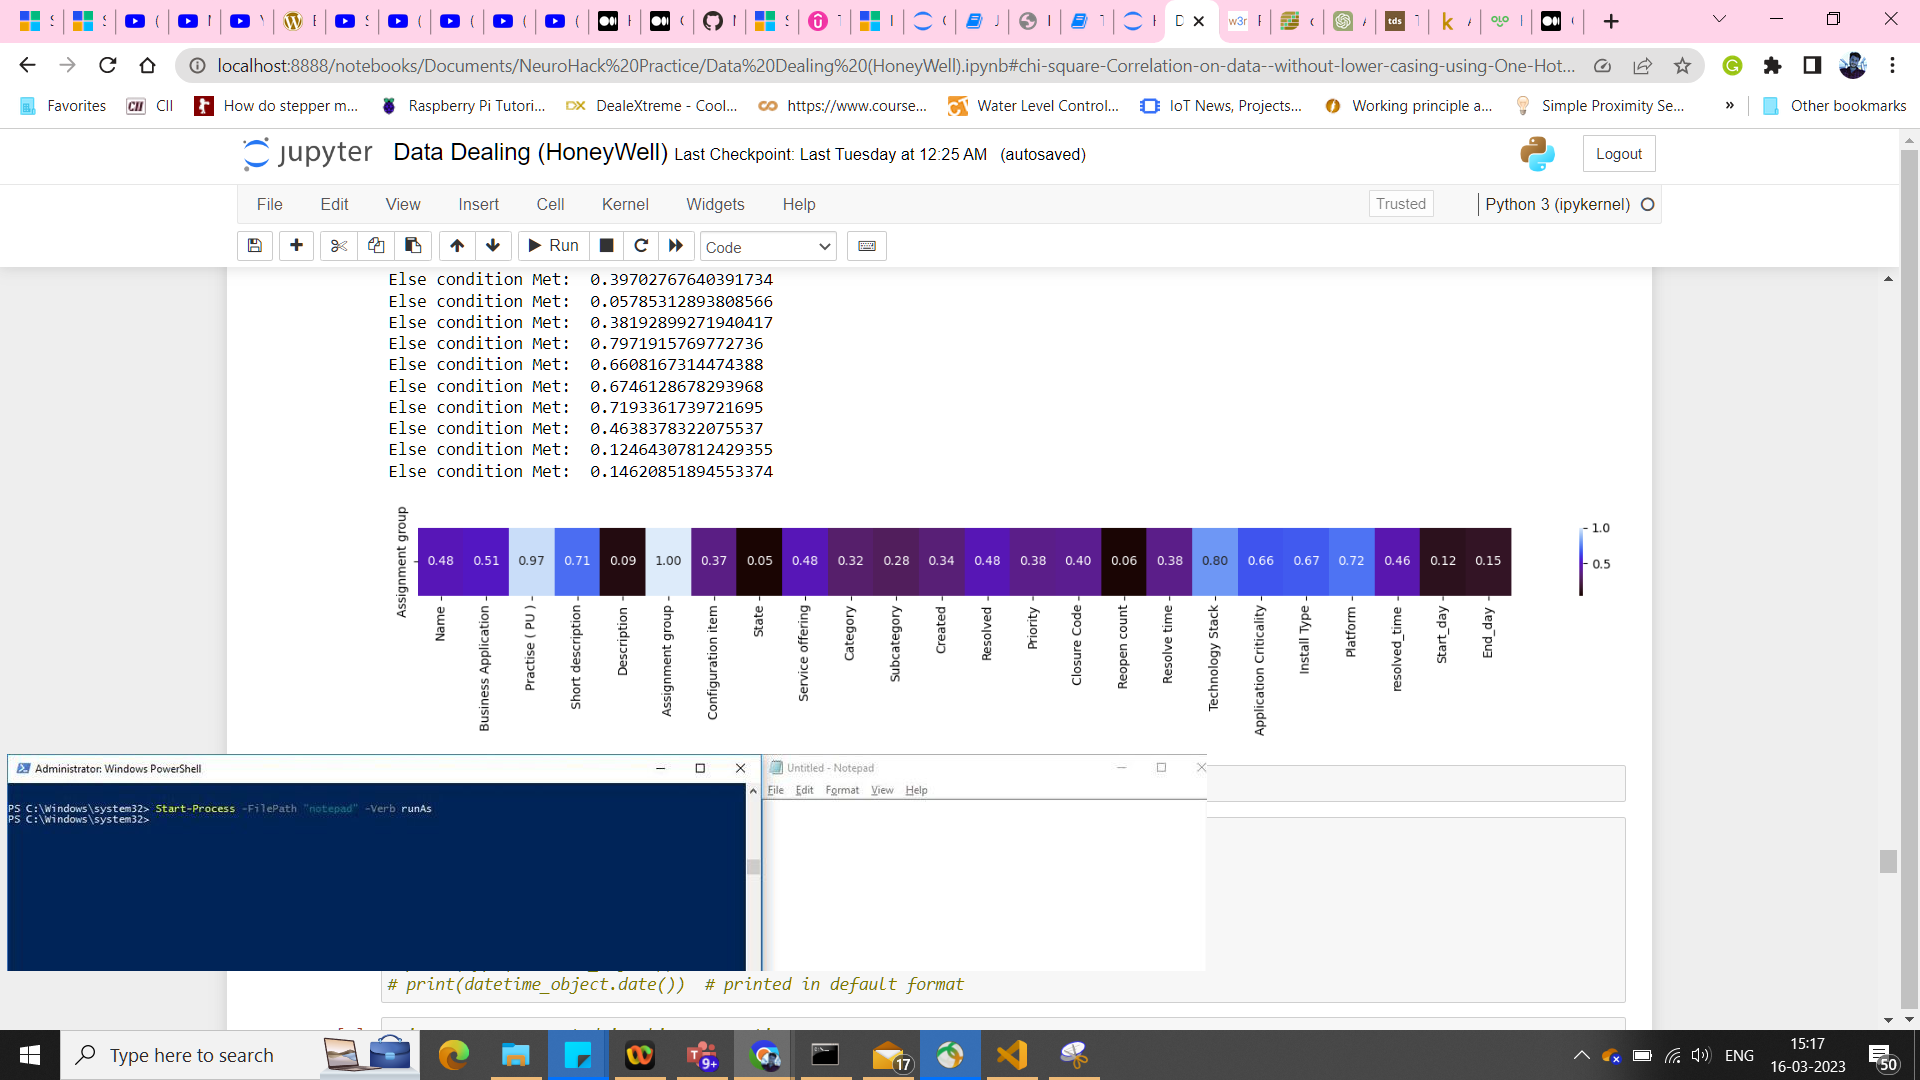 localhost:8888/notebooks/Documents/NeuroHack%20Practice/Data%20Dealing%20(HoneyWell).ipynb#chi-square-Correlation-on-data--without-lower-casing-using-One-Hot...
Favorites CII How do stepper m... Raspberry Pi Tutori... DX DealeXtreme - Cool... https://www.course... Water Level Control... IoT News, Projects... Working principle a... Simple Proximity Se... » Other bookmarks
jupyter Data Dealing (HoneyWell) Last Checkpoint: Last Tuesday at 12:25 AM (autosaved) Logout
File Edit View Insert Cell Kernel Widgets Help Trusted Python 3 (ipykernel)
Run Code
Else condition Met: 0.39702767640391734
Else condition Met: 0.05785312893808566
Else condition Met: 0.38192899271940417
Else condition Met: 0.7971915769772736
Else condition Met: 0.6608167314474388
Else condition Met: 0.6746128678293968
Else condition Met: 0.7193361739721695
Else condition Met: 0.4638378322075537
Else condition Met: 0.12464307812429355
Else condition Met: 0.14620851894553374
Assignment group
0.48 0.51 0.97 0.71 0.09 1.00 0.37 0.05 0.48 0.32 0.28 0.34 0.48 0.38 0.40 0.06 0.38 0.80 0.66 0.67 0.72 0.46 0.12 0.15
1.0
0.5
Name
Business Application
Practise ( PU )
Short description
Description
Assignment group
Configuration item
State
Service offering
Category
Subcategory
Created
Resolved
Priority
Closure Code
Reopen count
Resolve time
Technology Stack
Application Criticality
Install Type
Platform
resolved_time
Start_day
End_day
Administrator: Windows PowerShell
PS C:\Windows\system32> Start-Process -FilePath "notepad" -Verb runAs
PS C:\Windows\system32>
Untitled - Notepad
File Edit Format View Help
# print(datetime_object.date()) # printed in default format
Type here to search
9+
17
ENG
15:17
16-03-2023
50